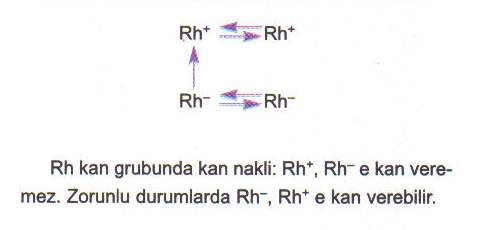 Rh⁺ Rh⁺
Rh⁻ Rh⁻
Rh kan grubunda kan nakli: Rh⁺, Rh⁻ e kan vere-
mez. Zorunlu durumlarda Rh⁻, Rh⁺ e kan verebilir.